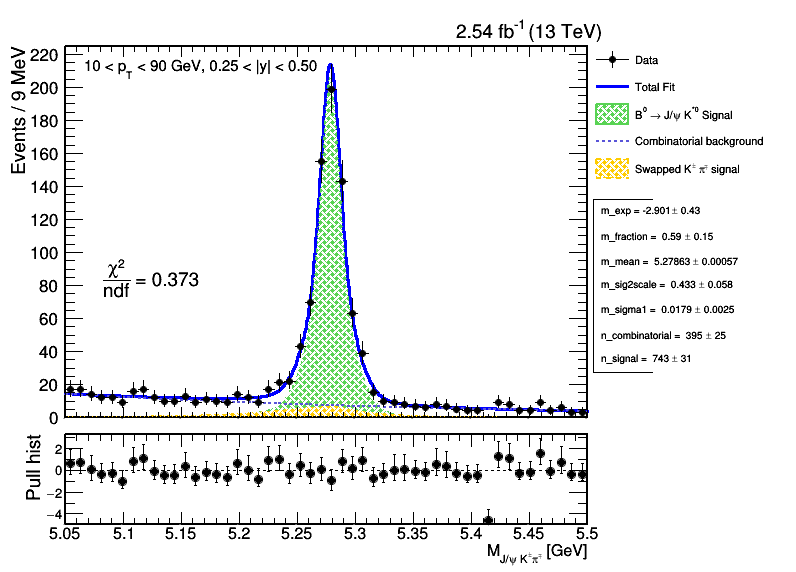 2.54 fb⁻¹ (13 TeV)
Events / 9 MeV
220
200
180
160
140
120
100
80
60
40
20
0
10 < p_T < 90 GeV, 0.25 < |y| < 0.50
χ²/ndf = 0.373
Data
Total Fit
B⁰ → J/ψ K*⁰ Signal
Combinatorial background
Swapped K± π∓ signal
m_exp = -2.901 ± 0.43
m_fraction = 0.59 ± 0.15
m_mean = 5.27863 ± 0.00057
m_sig2scale = 0.433 ± 0.058
m_sigma1 = 0.0179 ± 0.0025
n_combinatorial = 395 ± 25
n_signal = 743 ± 31
Pull hist
2
0
−2
−4
5.05 5.1 5.15 5.2 5.25 5.3 5.35 5.4 5.45 5.5
M_J/ψ K± π∓ [GeV]